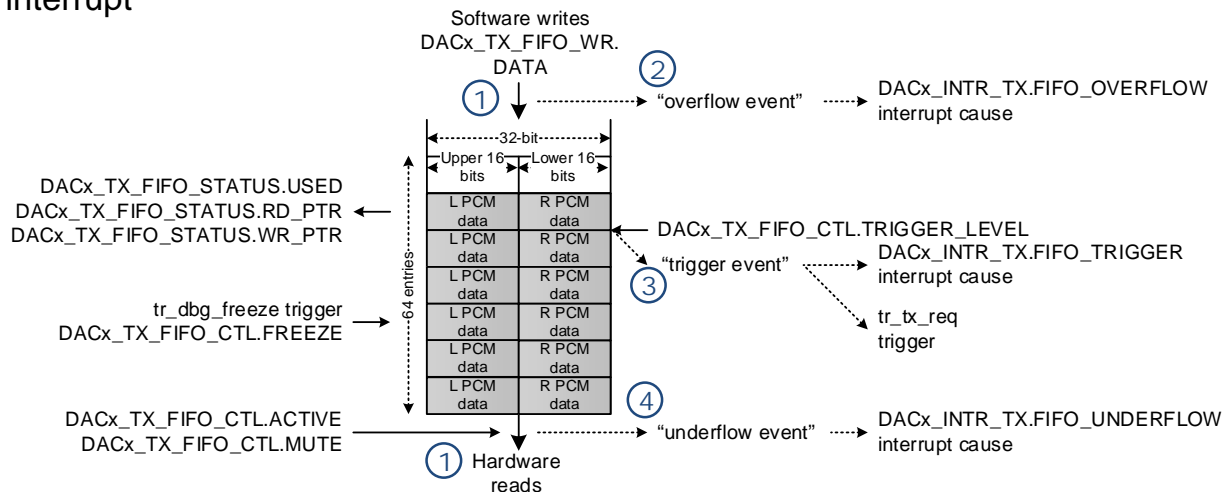 interrupt
Software writes
DACx_TX_FIFO_WR.
DATA
1
2
"overflow event"
DACx_INTR_TX.FIFO_OVERFLOW
interrupt cause
32-bit
Upper 16
bits
Lower 16
bits
64 entries
DACx_TX_FIFO_STATUS.USED
DACx_TX_FIFO_STATUS.RD_PTR
DACx_TX_FIFO_STATUS.WR_PTR
L PCM
data
R PCM
data
L PCM
data
R PCM
data
L PCM
data
R PCM
data
L PCM
data
R PCM
data
L PCM
data
R PCM
data
L PCM
data
R PCM
data
DACx_TX_FIFO_CTL.TRIGGER_LEVEL
3
"trigger event"
DACx_INTR_TX.FIFO_TRIGGER
interrupt cause
tr_tx_req
trigger
tr_dbg_freeze trigger
DACx_TX_FIFO_CTL.FREEZE
DACx_TX_FIFO_CTL.ACTIVE
DACx_TX_FIFO_CTL.MUTE
4
"underflow event"
DACx_INTR_TX.FIFO_UNDERFLOW
interrupt cause
1
Hardware
reads